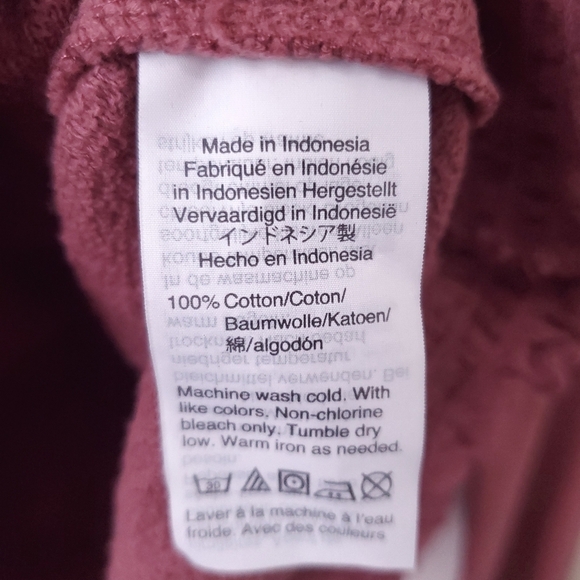 Made in Indonesia
Fabriqué en Indonésie
in Indonesien Hergestellt
Vervaardigd in Indonesië
インドネシア製
Hecho en Indonesia
100% Cotton/Coton/
Baumwolle/Katoen/
綿/algodón
Machine wash cold. With
like colors, Non-chlorine
bleach only. Tumble dry
low. Warm iron as needed.
30
Laver à la machine à l'eau
froide. Avec des couleurs